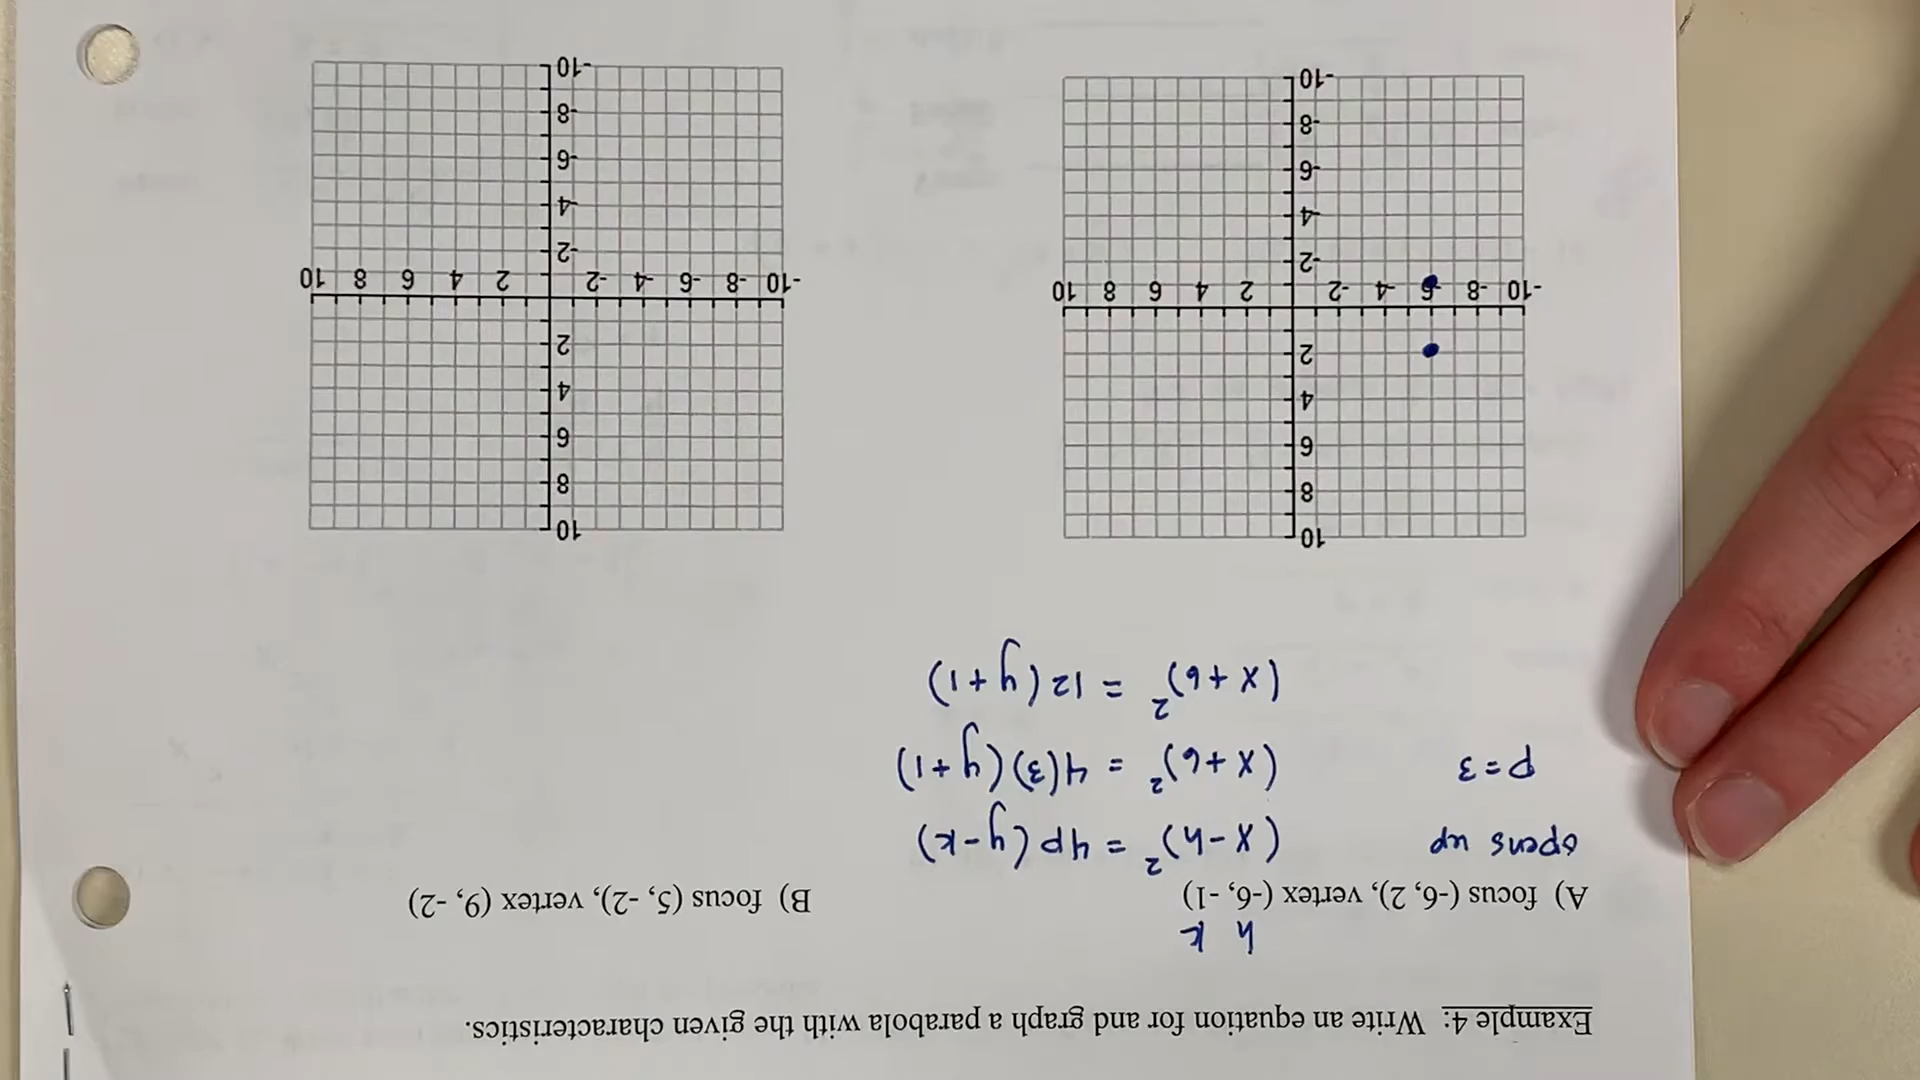 Example 4: Write an equation for and graph a parabola with the given characteristics.
h k
A) focus (-6, 2), vertex (-6, -1)
B) focus (5, -2), vertex (9, -2)
opens up
(x-h)² = 4p(y-k)
p=3
(x+6)² = 4(3)(y+1)
(x+6)² = 12(y+1)
10
8
6
4
2
-10 -8 -6 -4 -2 2 4 6 8 10
-2
-4
-6
-8
-10
10
8
6
4
2
-10 -8 -6 -4 -2 2 4 6 8 10
-2
-4
-6
-8
-10